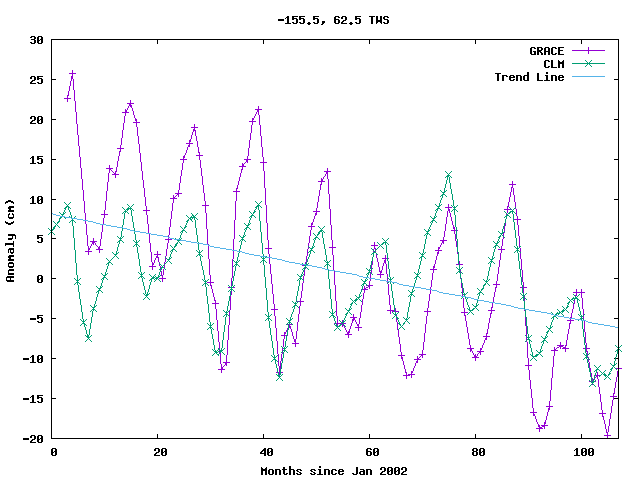 -155.5, 62.5 TWS
GRACE
CLM
Trend Line
30
25
20
15
10
5
0
-5
-10
-15
-20
Anomaly (cm)
0 20 40 60 80 100
Months since Jan 2002